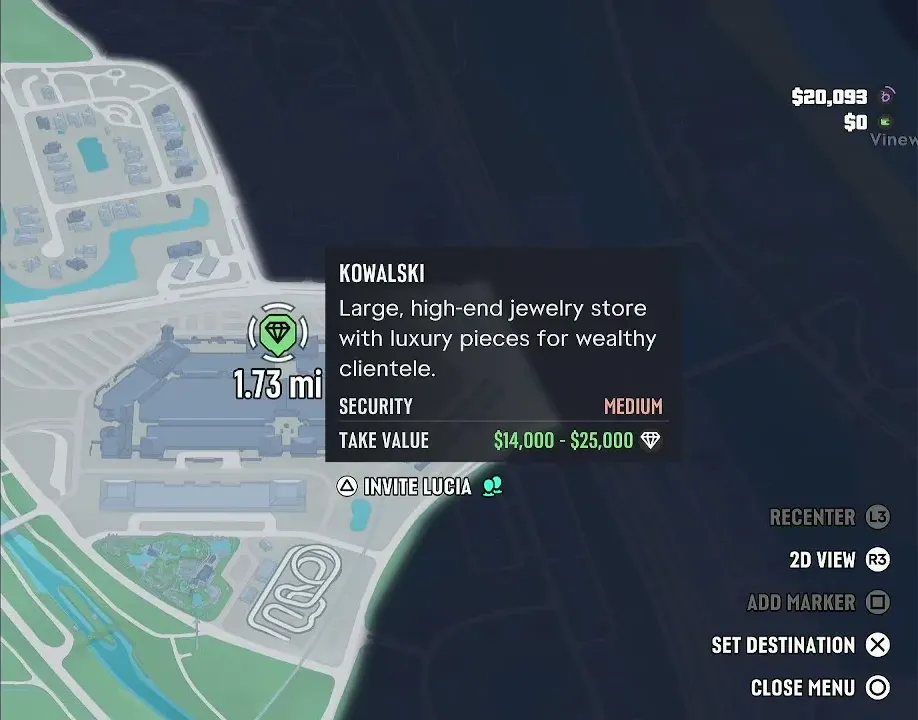 $20,093
$0
Vinew
KOWALSKI
Large, high-end jewelry store
with luxury pieces for wealthy
clientele.
SECURITY MEDIUM
TAKE VALUE $14,000 - $25,000
1.73 mi
INVITE LUCIA
RECENTER L3
2D VIEW R3
ADD MARKER
SET DESTINATION
CLOSE MENU